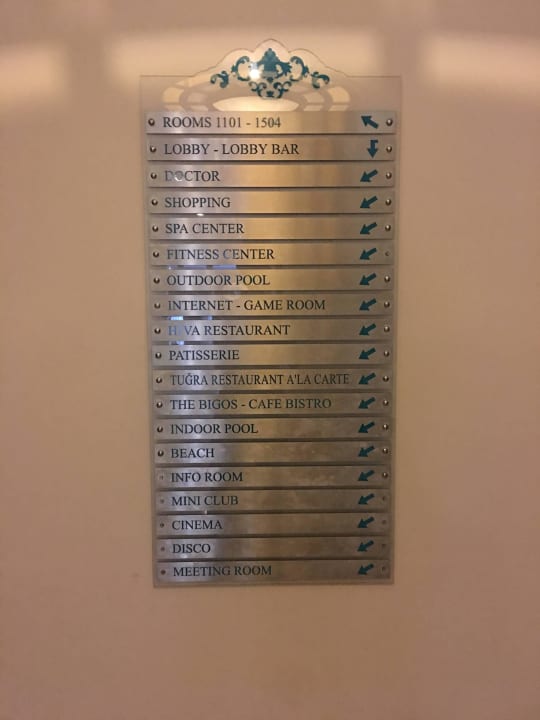 ROOMS 1101 - 1504
LOBBY - LOBBY BAR
DOCTOR
SHOPPING
SPA CENTER
FITNESS CENTER
OUTDOOR POOL
INTERNET - GAME ROOM
RESTAURANT
PATISSERIE
TUĞRA RESTAURANT A'LA CARTE
THE BIGOS - CAFE BISTRO
INDOOR POOL
BEACH
INFO ROOM
MINI CLUB
CINEMA
DISCO
MEETING ROOM